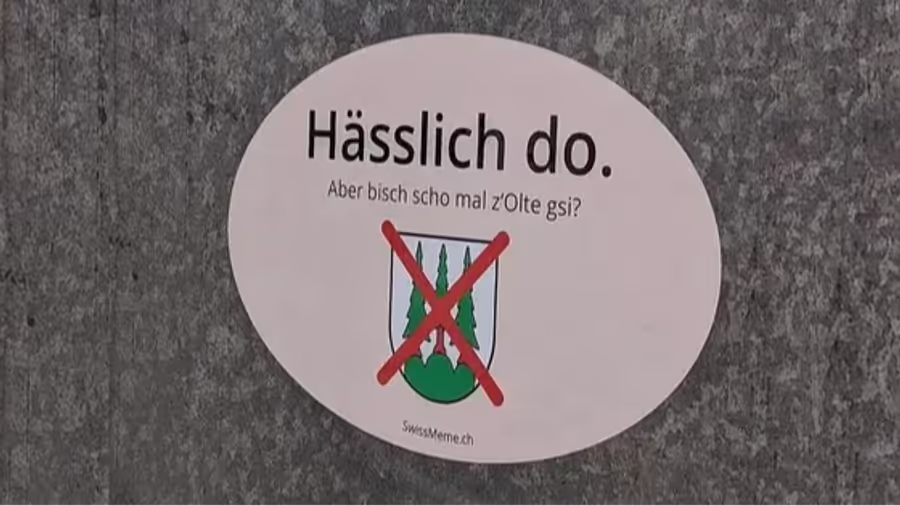 Hässlich do.
Aber bisch scho mal z'Olte gsi?
SwissMeme.ch